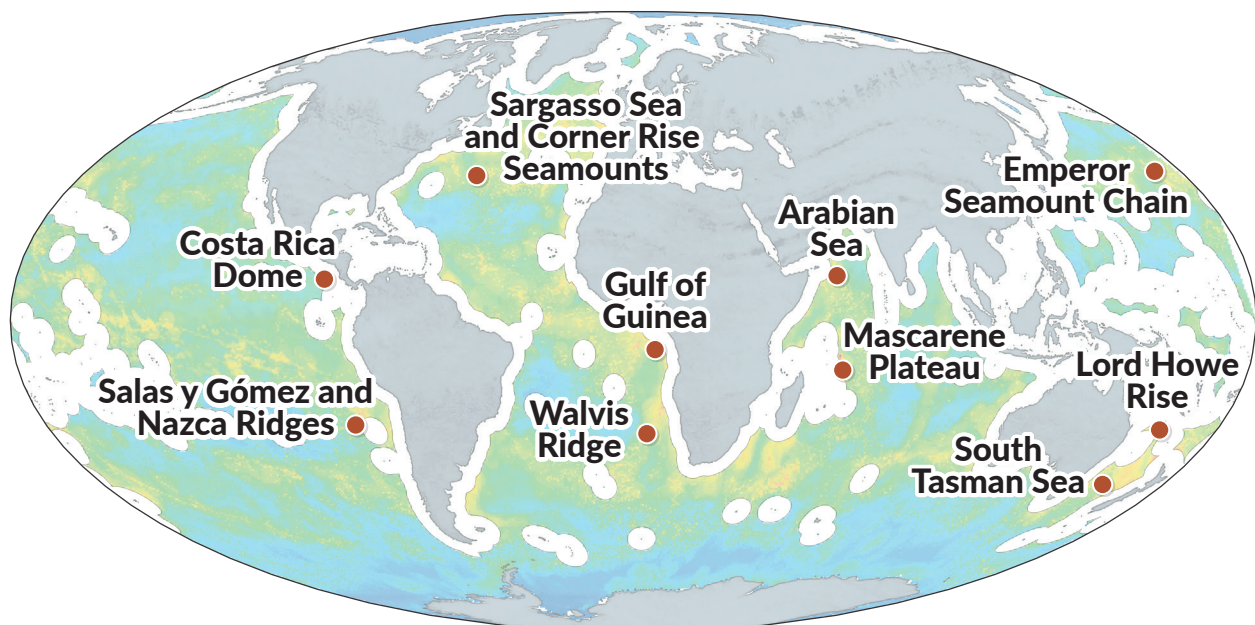 Sargasso Sea
and Corner Rise
Seamounts
Emperor
Seamount Chain
Arabian
Sea
Costa Rica
Dome
Gulf of
Guinea
Mascarene
Plateau
Lord Howe
Rise
Salas y Gómez and
Nazca Ridges
Walvis
Ridge
South
Tasman Sea